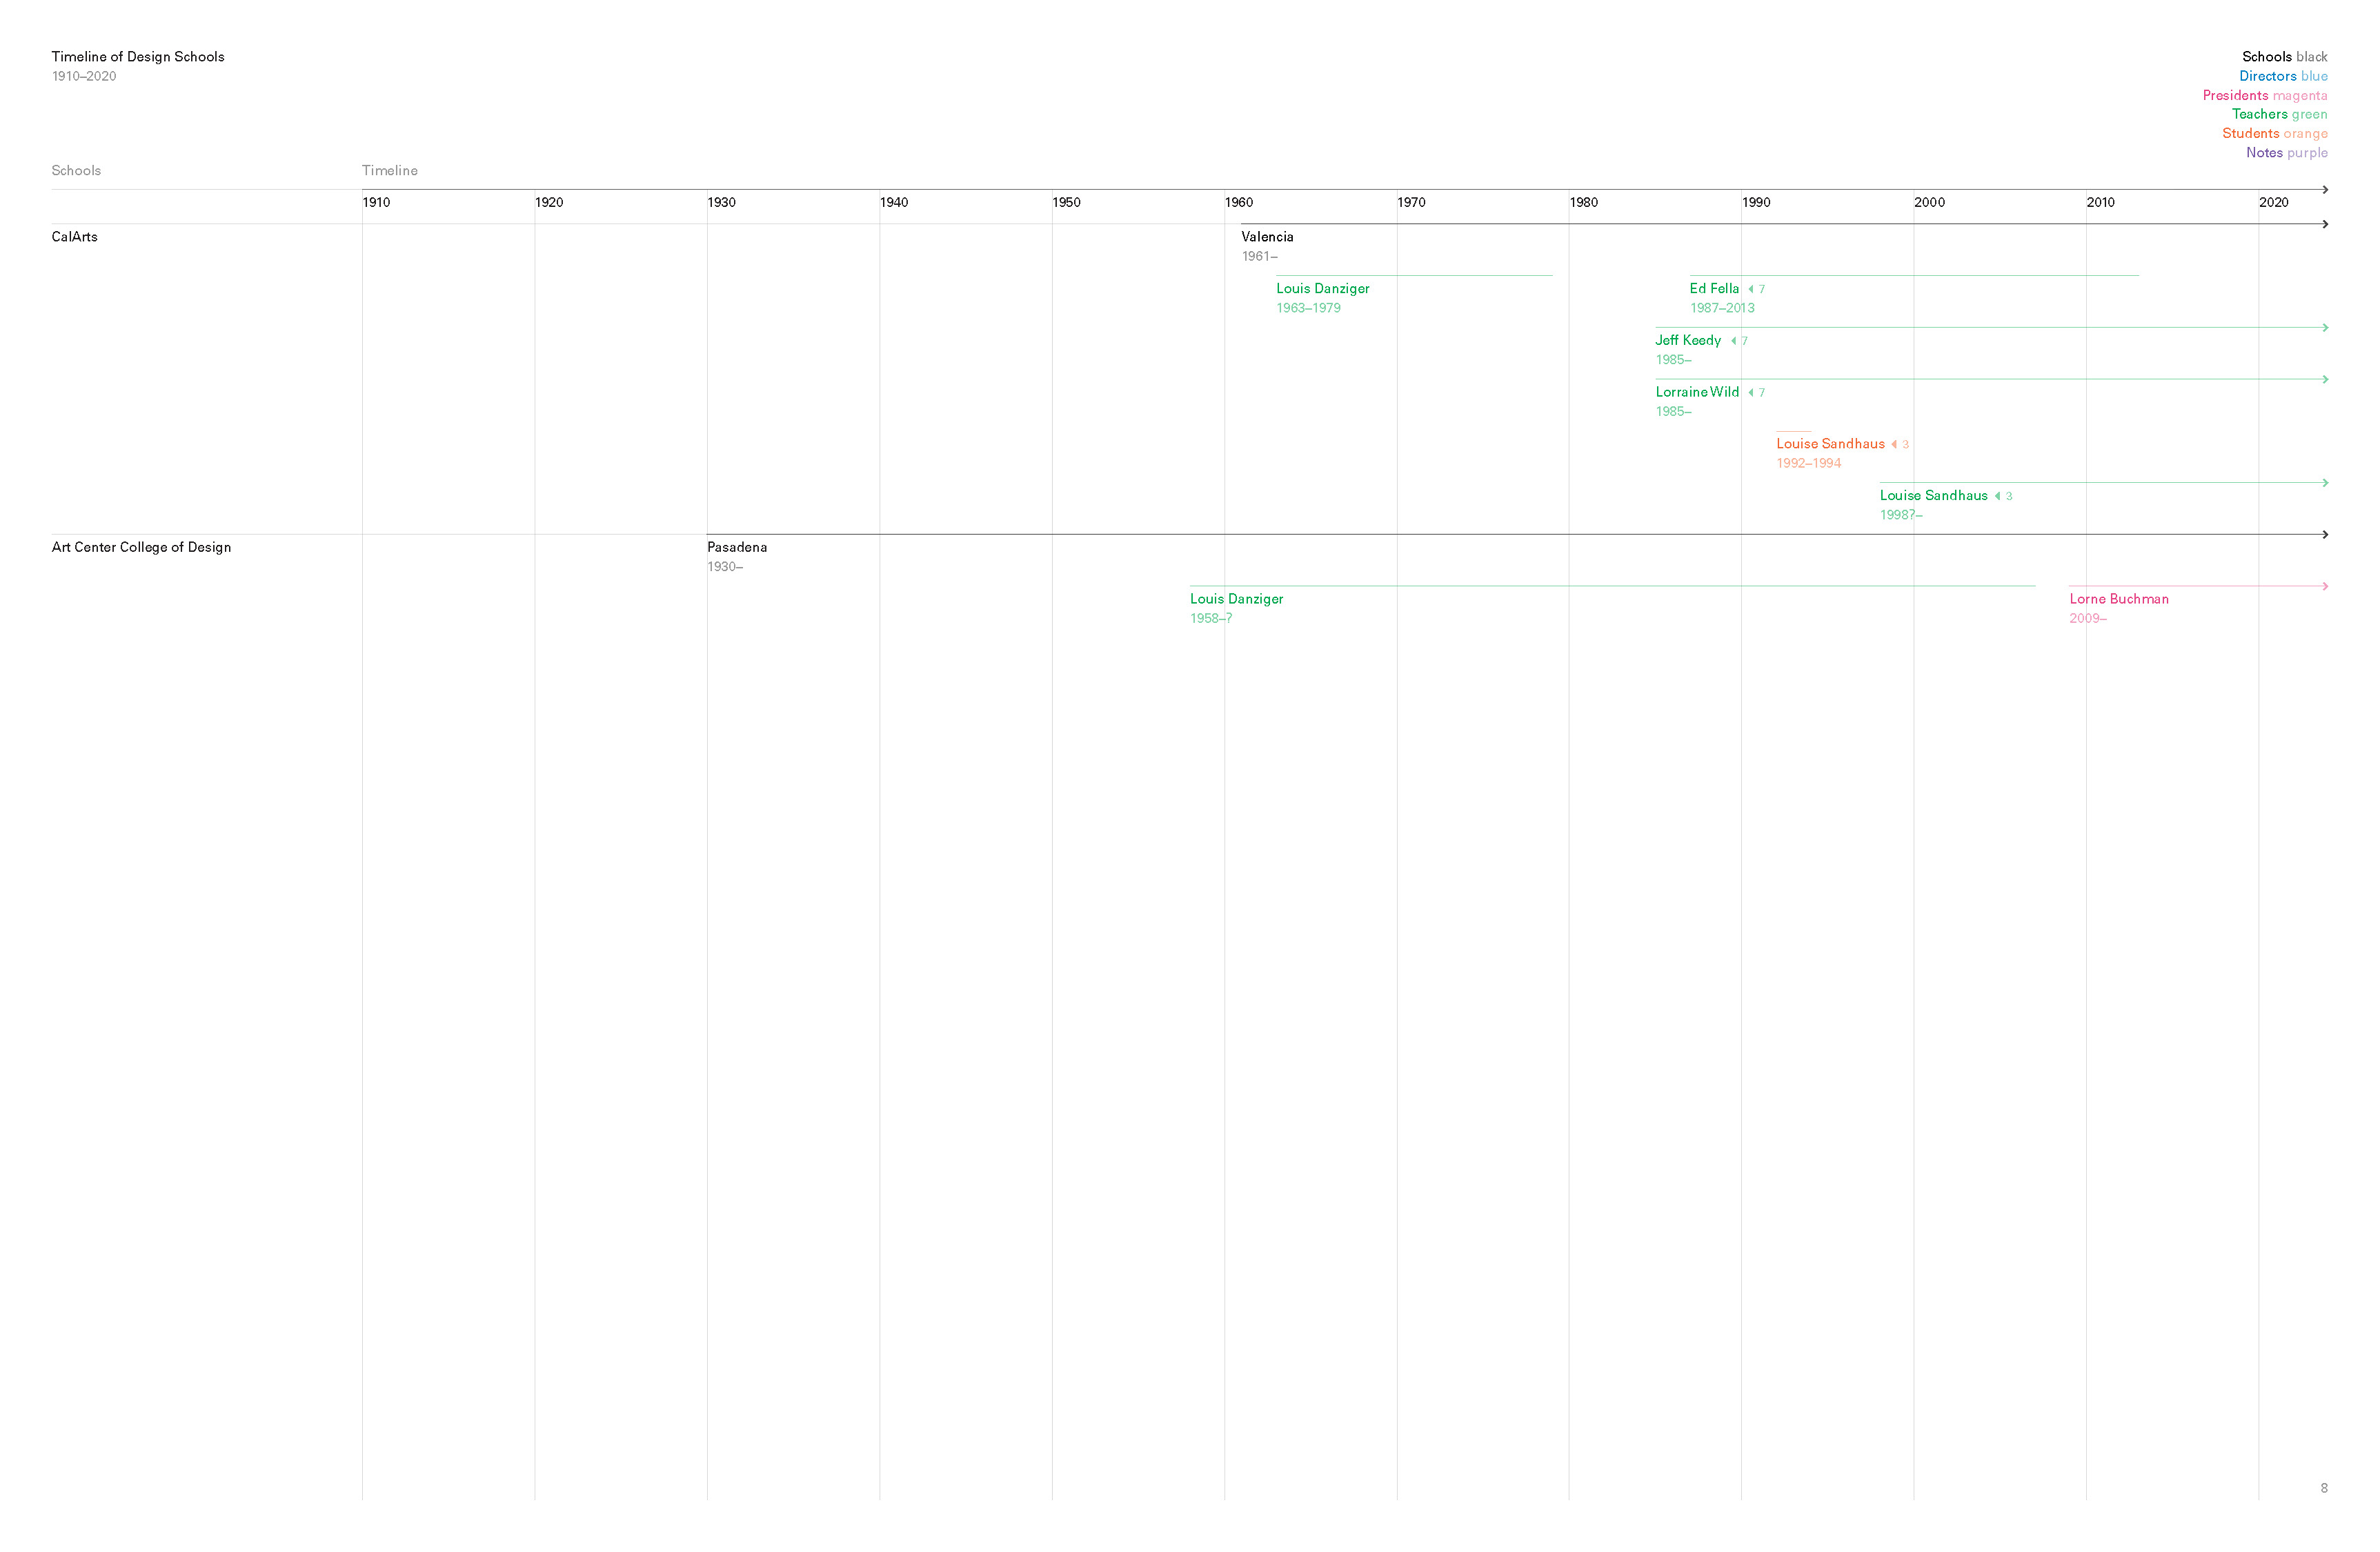 Timeline of Design Schools
1910–2020
Schools black
Directors blue
Presidents magenta
Teachers green
Students orange
Notes purple
Schools
Timeline
1910 1920 1930 1940 1950 1960 1970 1980 1990 2000 2010 2020
CalArts
Valencia
1961–
Louis Danziger
1963–1979
Ed Fella ◀ 7
1987–2013
Jeff Keedy ◀ 7
1985–
Lorraine Wild ◀ 7
1985–
Louise Sandhaus ◀ 3
1992–1994
Louise Sandhaus ◀ 3
1998?–
Art Center College of Design
Pasadena
1930–
Louis Danziger
1958–?
Lorne Buchman
2009–
8